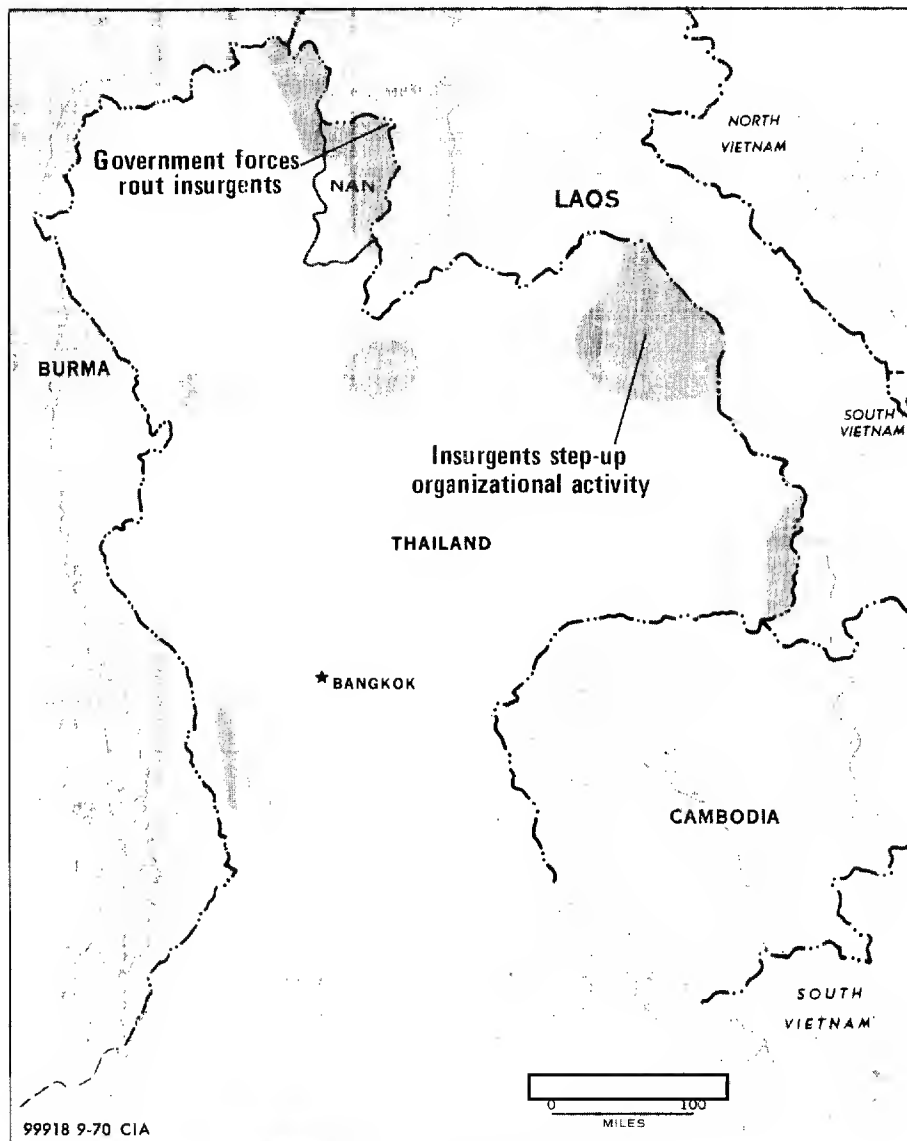 NORTH
VIETNAM
Government forces
rout insurgents
NAN
LAOS
BURMA
SOUTH
VIETNAM
Insurgents step-up
organizational activity
THAILAND
★ BANGKOK
CAMBODIA
SOUTH
VIETNAM
0 100
MILES
99918 9-70 CIA